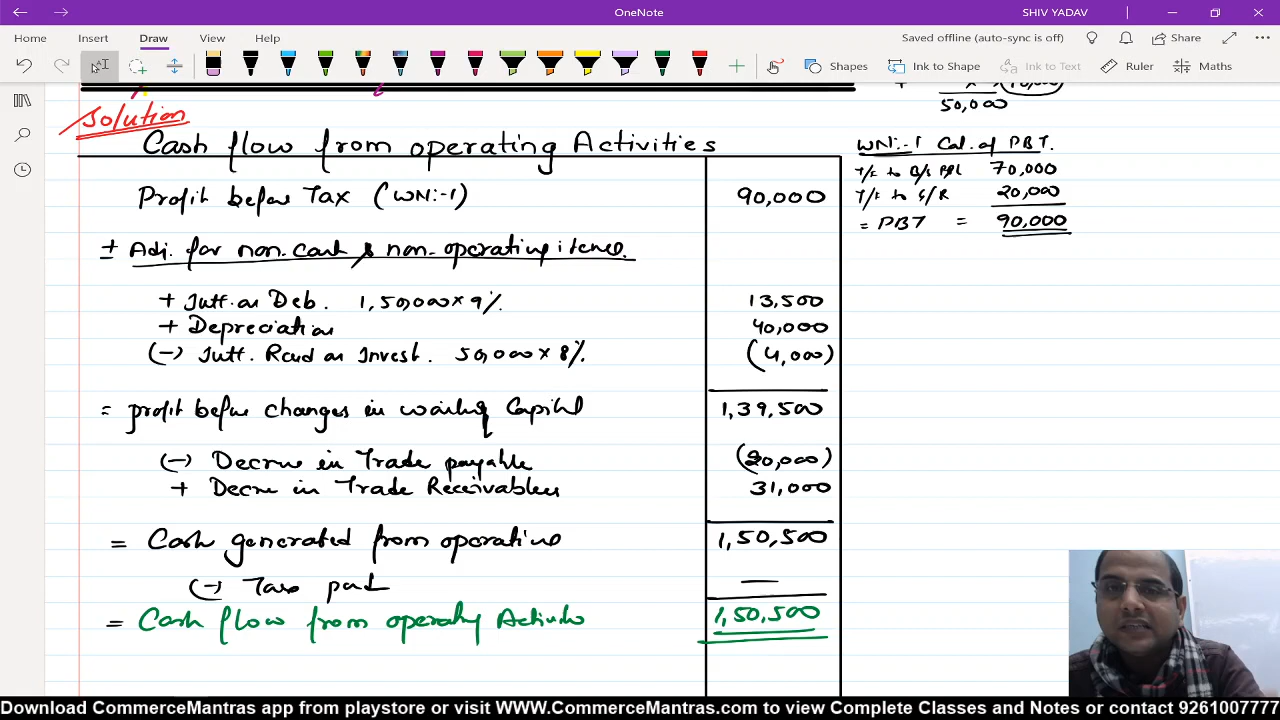 OneNote
SHIV YADAV
Home Insert Draw View Help
Saved offline (auto-sync is off) Share
Shapes Ink to Shape Ink to Text Ruler Maths
+
50,000
Solution
Cash flow from operating Activities
Profit before Tax (WN:-1) 90,000
± Adj. for non-cash & non-operating items.
+ Intt. on Deb. 1,50,000 × 9% 13,500
+ Depreciation 40,000
(-) Intt. Recd on Invest. 50,000 × 8% (4,000)
= profit before changes in working Capital 1,39,500
(-) Decrease in Trade payable (20,000)
+ Decre in Trade Receivables 31,000
= Cash generated from operations 1,50,500
(-) Tax paid —
= Cash flow from operating Activities 1,50,500
WN:-1 Cal. of PBT.
T/f to B/S 70,000
T/f to G/R 20,000
= PBT = 90,000
Download CommerceMantras app from playstore or visit WWW.CommerceMantras.com to view Complete Classes and Notes or contact 9261007777